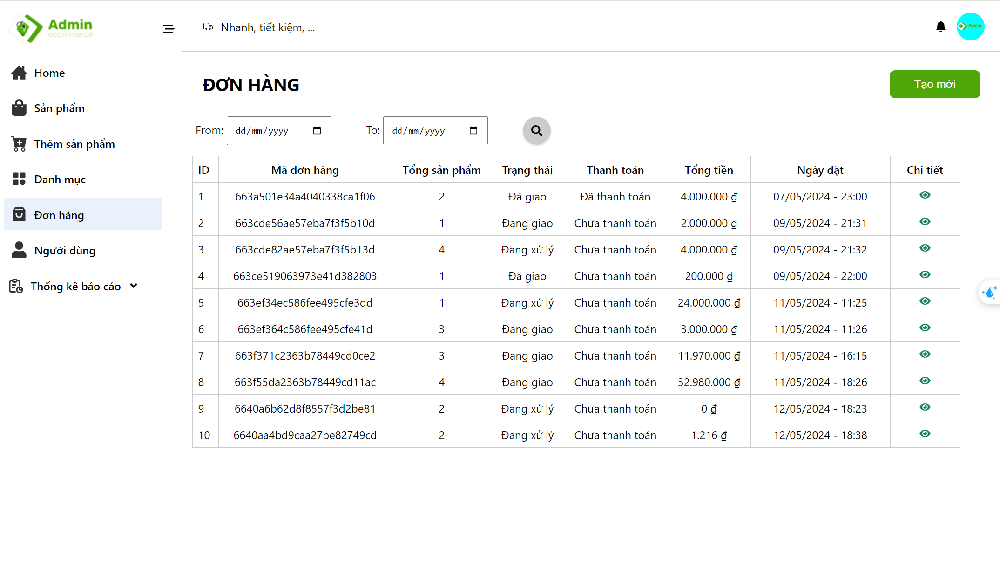 Admin
ecommerce
Nhanh, tiết kiệm, ...
Admin
Home
Sản phẩm
Thêm sản phẩm
Danh mục
Đơn hàng
Người dùng
Thống kê báo cáo
ĐƠN HÀNG
Tạo mới
From: dd/mm/yyyy To: dd/mm/yyyy
ID Mã đơn hàng Tổng sản phẩm Trạng thái Thanh toán Tổng tiền Ngày đặt Chi tiết
1 663a501e34a4040338ca1f06 2 Đã giao Đã thanh toán 4.000.000 ₫ 07/05/2024 - 23:00
2 663cde56ae57eba7f3f5b10d 1 Đang giao Chưa thanh toán 2.000.000 ₫ 09/05/2024 - 21:31
3 663cde82ae57eba7f3f5b13d 4 Đang xử lý Chưa thanh toán 4.000.000 ₫ 09/05/2024 - 21:32
4 663ce519063973e41d382803 1 Đã giao Chưa thanh toán 200.000 ₫ 09/05/2024 - 22:00
5 663ef34ec586fee495cfe3dd 1 Đang xử lý Chưa thanh toán 24.000.000 ₫ 11/05/2024 - 11:25
6 663ef364c586fee495cfe41d 3 Đang giao Chưa thanh toán 3.000.000 ₫ 11/05/2024 - 11:26
7 663f371c2363b78449cd0ce2 3 Đang giao Chưa thanh toán 11.970.000 ₫ 11/05/2024 - 16:15
8 663f55da2363b78449cd11ac 4 Đang giao Chưa thanh toán 32.980.000 ₫ 11/05/2024 - 18:26
9 6640a6b62d8f8557f3d2be81 2 Đang xử lý Chưa thanh toán 0 ₫ 12/05/2024 - 18:23
10 6640aa4bd9caa27be82749cd 2 Đang xử lý Chưa thanh toán 1.216 ₫ 12/05/2024 - 18:38